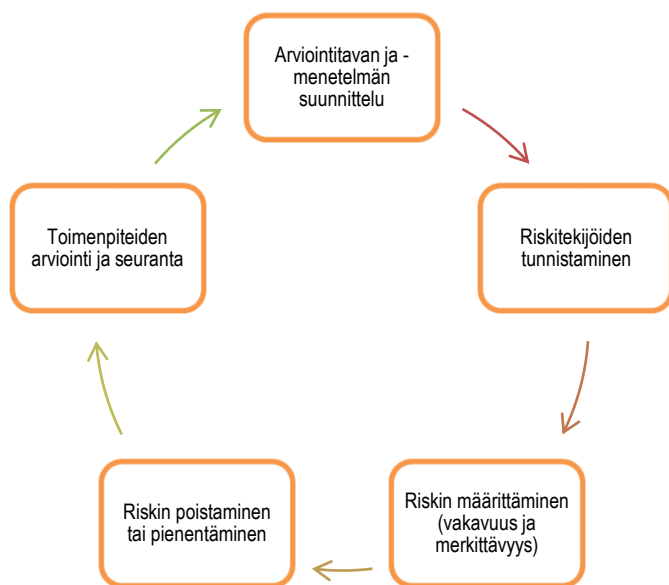 Arviointitavan ja -
menetelmän
suunnittelu
Riskitekijöiden
tunnistaminen
Riskin määrittäminen
(vakavuus ja
merkittävyys)
Riskin poistaminen
tai pienentäminen
Toimenpiteiden
arviointi ja seuranta